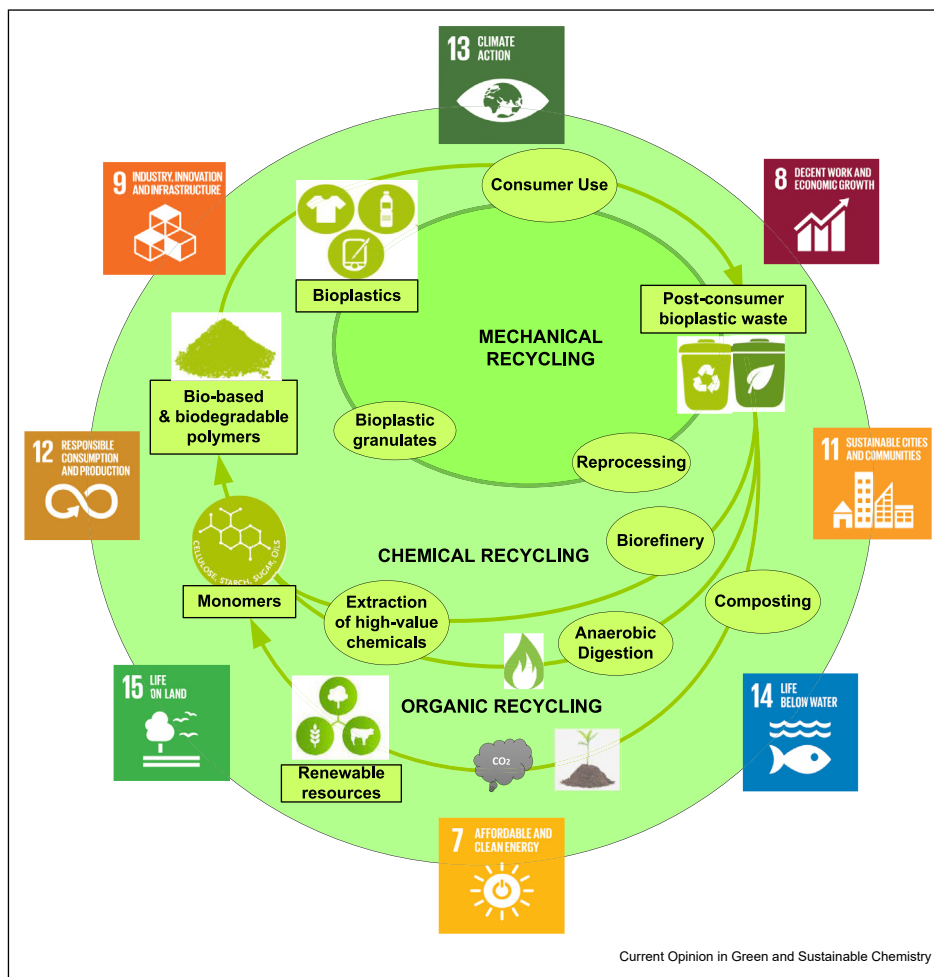 13 CLIMATE
ACTION
9 INDUSTRY, INNOVATION
AND INFRASTRUCTURE
8 DECENT WORK AND
ECONOMIC GROWTH
Consumer Use
Bioplastics
Post-consumer
bioplastic waste
MECHANICAL
RECYCLING
Bio-based
& biodegradable
polymers
Bioplastic
granulates
Reprocessing
12 RESPONSIBLE
CONSUMPTION
AND PRODUCTION
11 SUSTAINABLE CITIES
AND COMMUNITIES
CELLULOSE, STARCH, SUGAR, OILS
Monomers
CHEMICAL RECYCLING
Biorefinery
Extraction
of high-value
chemicals
Anaerobic
Digestion
Composting
15 LIFE
ON LAND
14 LIFE
BELOW WATER
ORGANIC RECYCLING
Renewable
resources
CO2
7 AFFORDABLE AND
CLEAN ENERGY
Current Opinion in Green and Sustainable Chemistry